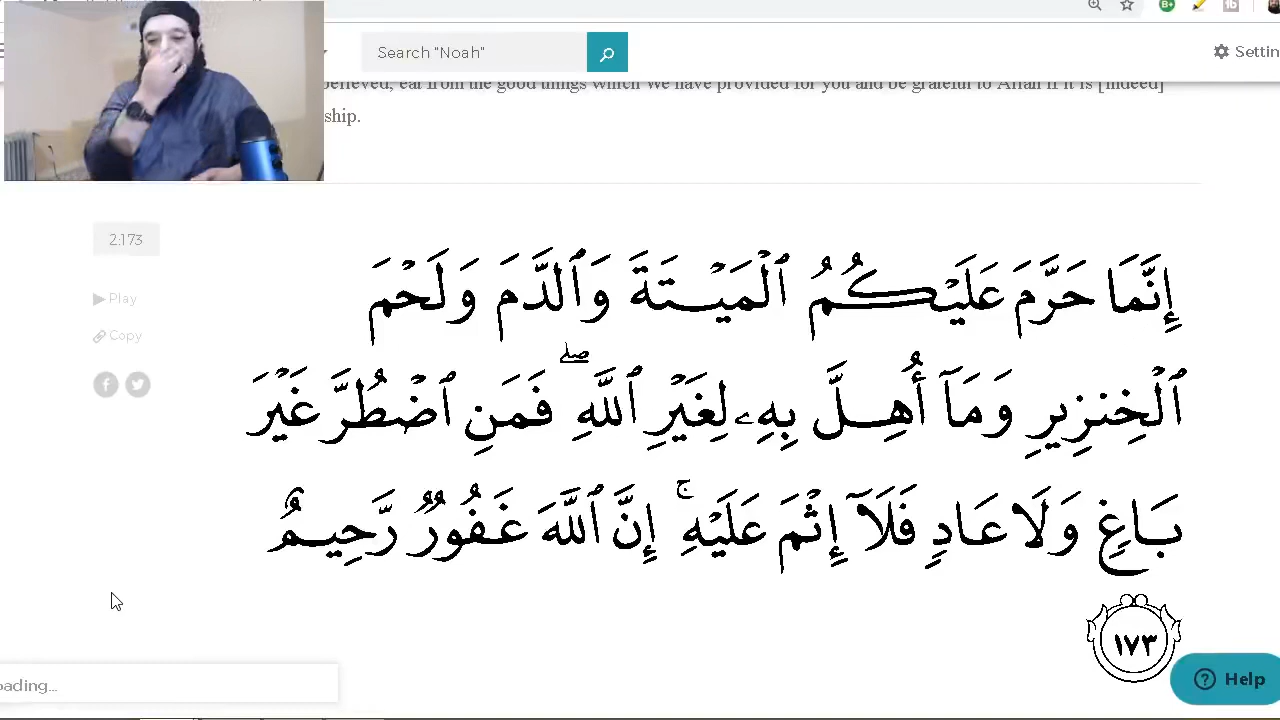 Search "Noah"
Settin
believed, eat from the good things which We have provided for you and be grateful to Allah if it is [indeed]
ship.
2:173
إِنَّمَا حَرَّمَ عَلَيْكُمُ ٱلْمَيْتَةَ وَٱلدَّمَ وَلَحْمَ
Play
Copy
ٱلْخِنزِيرِ وَمَآ أُهِلَّ بِهِۦ لِغَيْرِ ٱللَّهِ ۖ فَمَنِ ٱضْطُرَّ غَيْرَ
بَاغٍ وَلَا عَادٍ فَلَآ إِثْمَ عَلَيْهِ ۚ إِنَّ ٱللَّهَ غَفُورٌ رَّحِيمٌ
١٧٣
Help
oading...